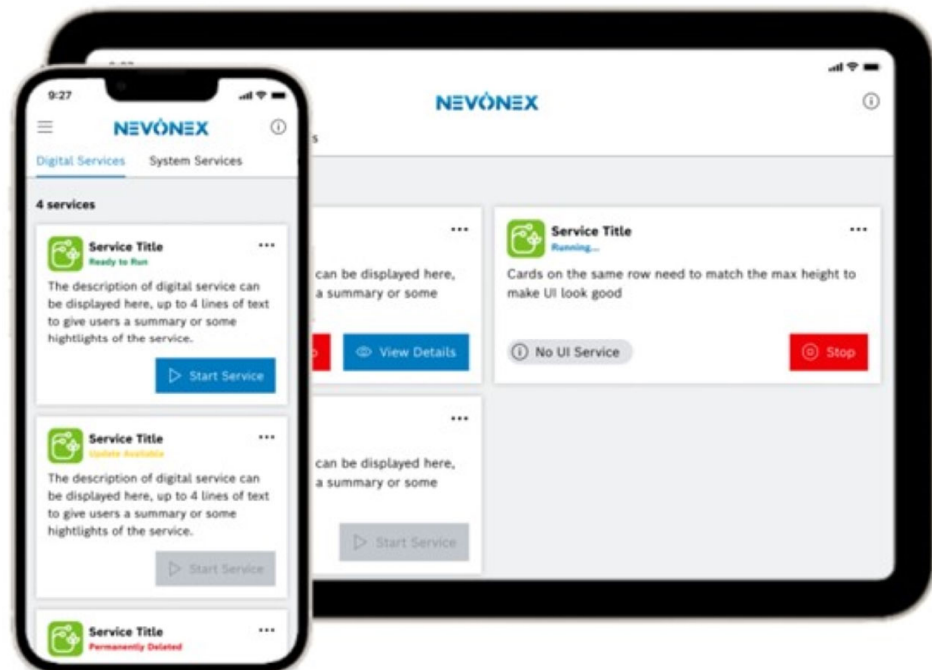 9:27
NEVONEX
Digital Services
System Services
4 services
Service Title
Ready to Run
The description of digital service can
be displayed here, up to 4 lines of text
to give users a summary or some
hightlights of the service.
Start Service
Service Title
Update Available
The description of digital service can
be displayed here, up to 4 lines of text
to give users a summary or some
hightlights of the service.
Start Service
Service Title
Permanently Deleted
NEVONEX
can be displayed here,
a summary or some
View Details
Service Title
Running...
Cards on the same row need to match the max height to
make UI look good
No UI Service
Stop
can be displayed here,
a summary or some
Start Service